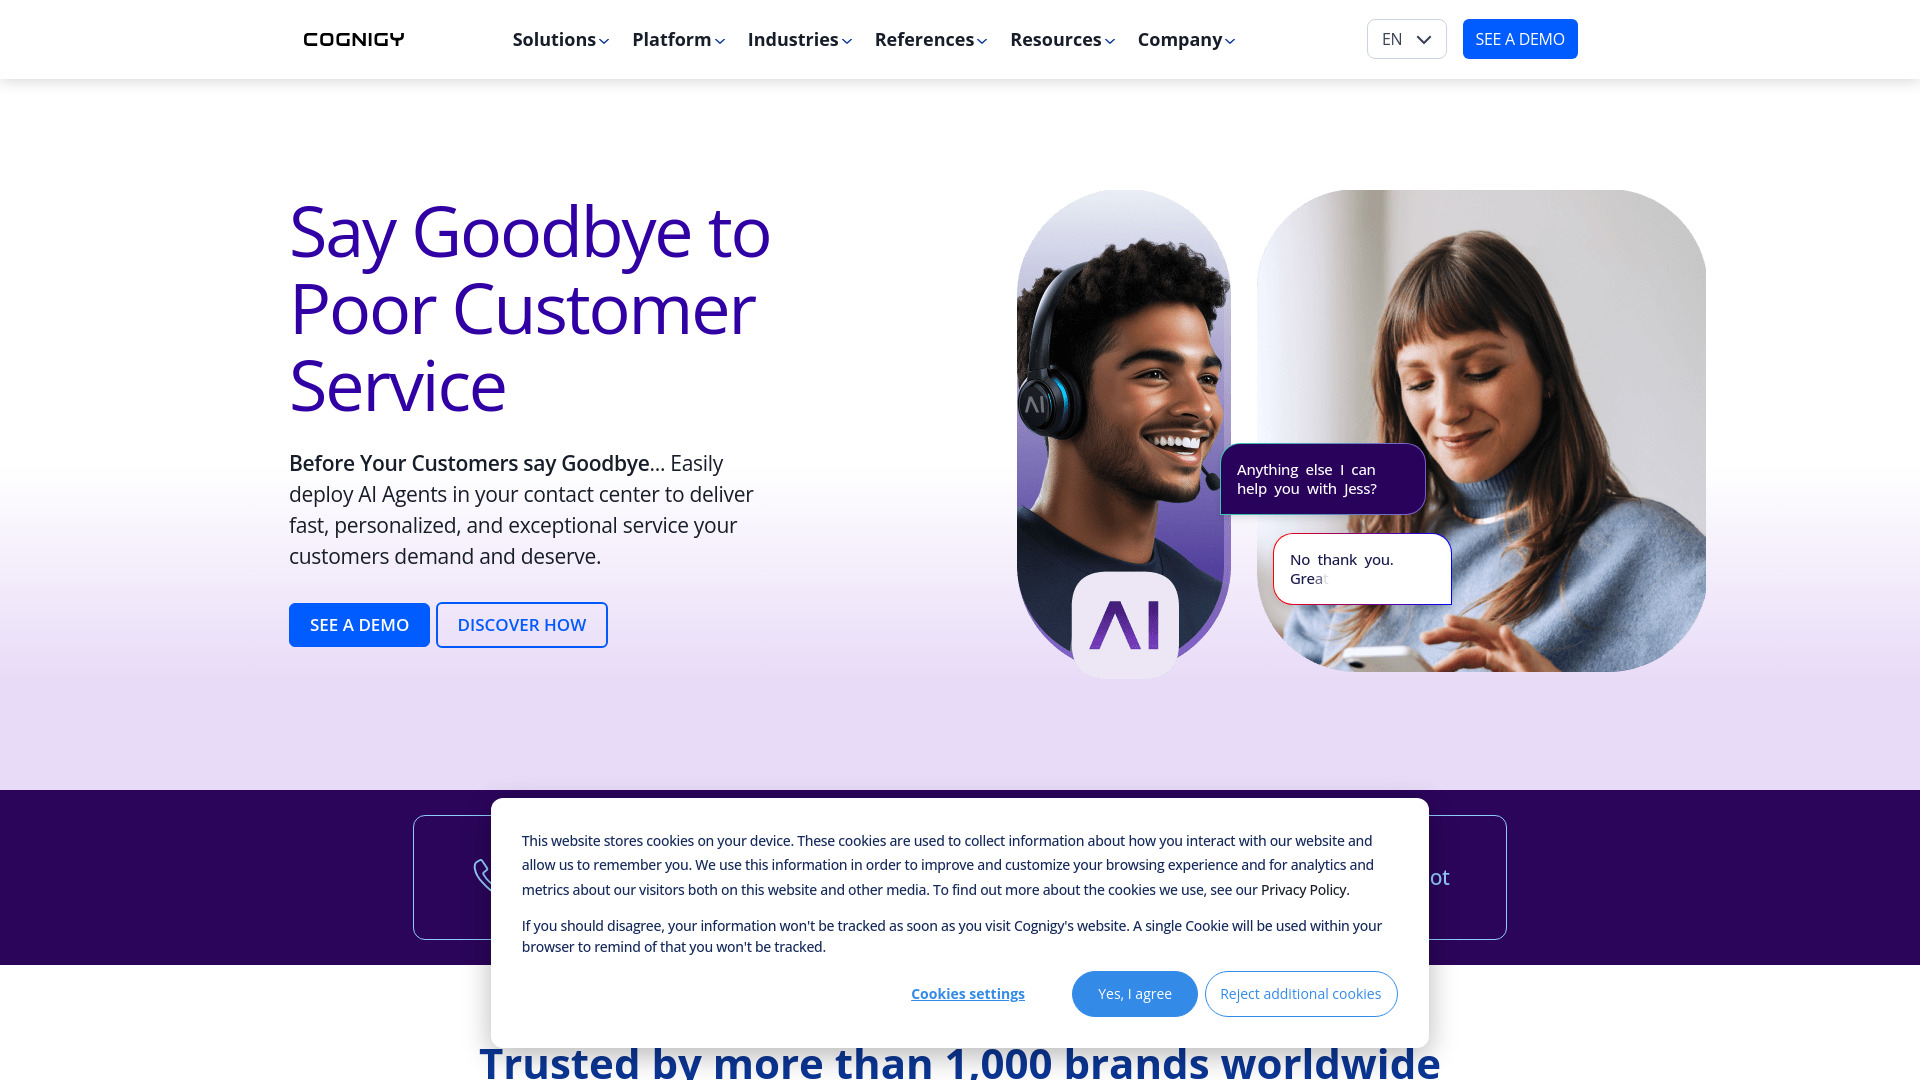 COGNIGY
Solutions
Platform
Industries
References
Resources
Company
EN
SEE A DEMO
Say Goodbye to
Poor Customer
Service
Before Your Customers say Goodbye... Easily
deploy AI Agents in your contact center to deliver
fast, personalized, and exceptional service your
customers demand and deserve.
SEE A DEMO
DISCOVER HOW
AI
Anything else I can
help you with Jess?
No thank you.
Great
AI
ot
This website stores cookies on your device. These cookies are used to collect information about how you interact with our website and
allow us to remember you. We use this information in order to improve and customize your browsing experience and for analytics and
metrics about our visitors both on this website and other media. To find out more about the cookies we use, see our Privacy Policy.
If you should disagree, your information won't be tracked as soon as you visit Cognigy's website. A single Cookie will be used within your
browser to remind of that you won't be tracked.
Cookies settings
Yes, I agree
Reject additional cookies
Trusted by more than 1,000 brands worldwide